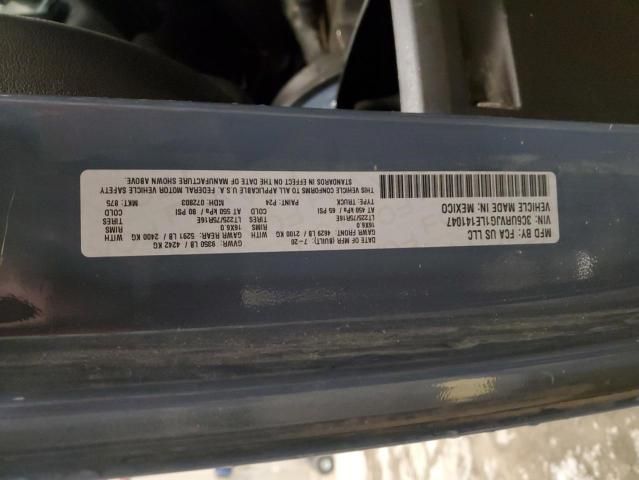 MFD BY: FCA US LLC
VIN: 3C6URVJG1LE141047
VEHICLE MADE IN: MEXICO
DATE OF MFR (BUILT): 7-20
GVWR: 9350 LB 4242 KG
GAWR FRONT: 4629 LB 2100 KG WITH
GAWR REAR: 5291 LB 2400 KG WITH
16X6.0 RIMS
16X6.0 RIMS
LT225/75R16E TIRES
LT225/75R16E TIRES
AT 450 kPa 65 PSI COLD
AT 550 kPa 80 PSI COLD
TYPE: TRUCK PAINT: P24 MDH: 072803 MKT: 875
THIS VEHICLE CONFORMS TO ALL APPLICABLE U.S.A. FEDERAL MOTOR VEHICLE SAFETY
STANDARDS IN EFFECT ON THE DATE OF MANUFACTURE SHOWN ABOVE.